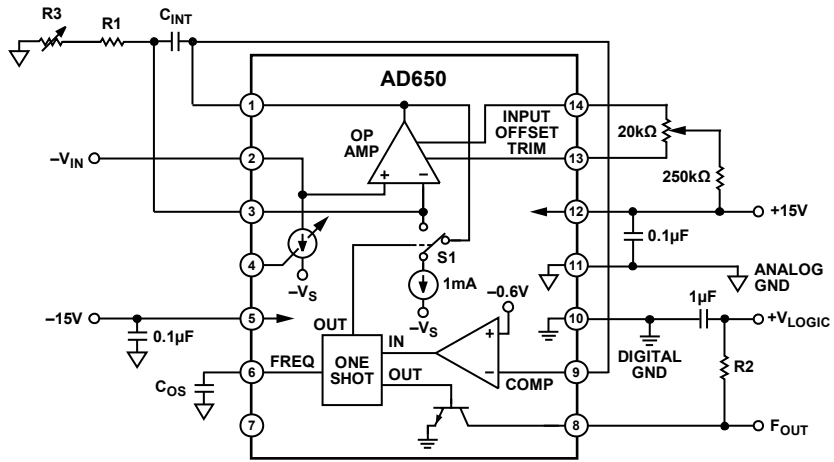 R3
R1
CINT
AD650
1
14
OP
AMP
INPUT
OFFSET
TRIM
20kΩ
–VIN
2
13
+
–
250kΩ
3
12
+15V
S1
0.1µF
4
–VS
1mA
11
ANALOG
GND
–VS
–0.6V
1µF
–15V
5
10
+VLOGIC
0.1µF
OUT
IN
+
DIGITAL
GND
6
FREQ
ONE
SHOT
OUT
–
COMP
9
R2
COS
7
8
FOUT